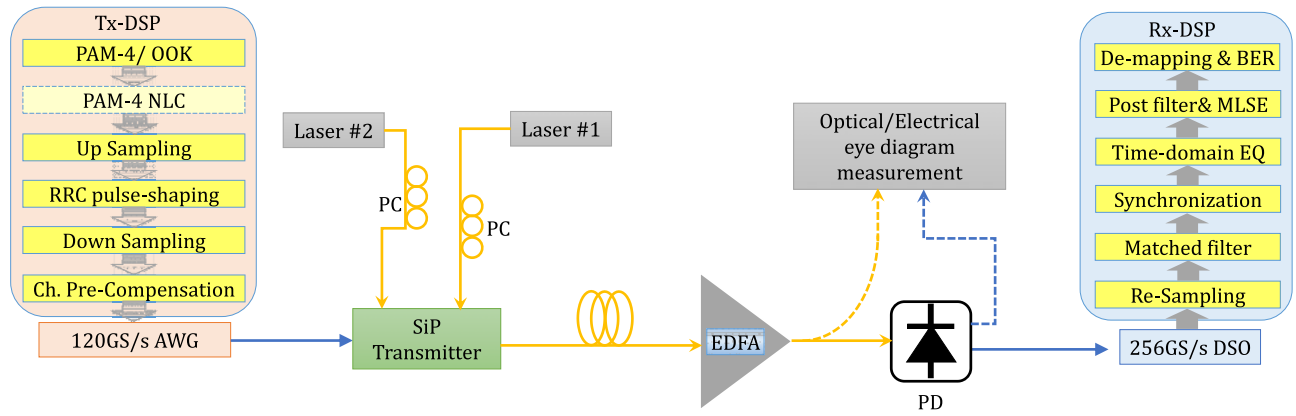 Tx-DSP
PAM-4/ OOK
PAM-4 NLC
Up Sampling
RRC pulse-shaping
Down Sampling
Ch. Pre-Compensation
120GS/s AWG
Laser #2
Laser #1
PC
PC
SiP
Transmitter
EDFA
Optical/Electrical
eye diagram
measurement
PD
Rx-DSP
De-mapping & BER
Post filter& MLSE
Time-domain EQ
Synchronization
Matched filter
Re-Sampling
256GS/s DSO